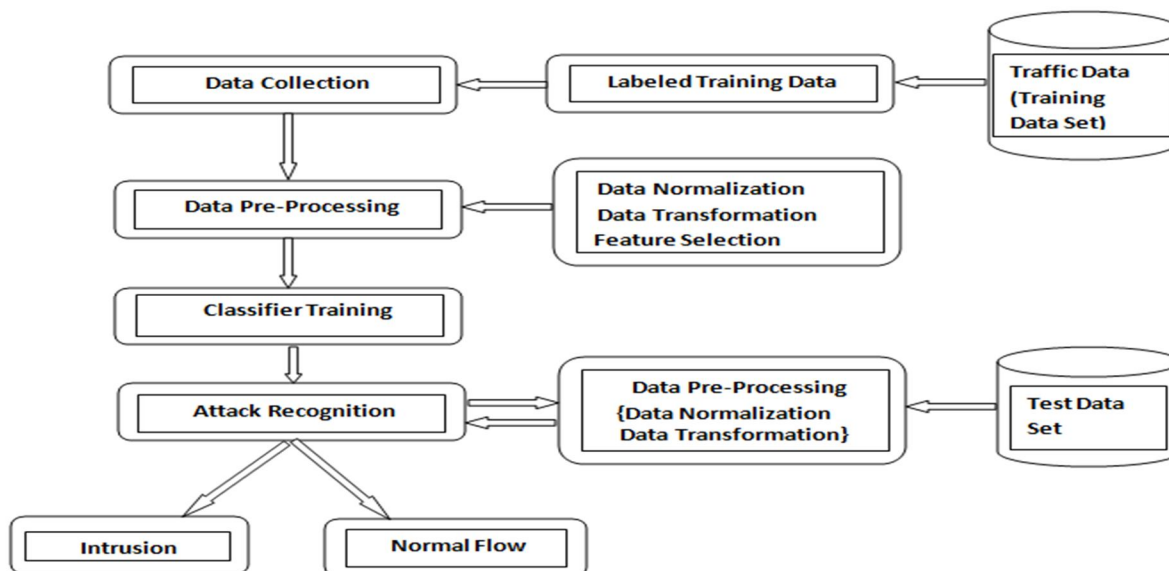 Data Collection
Labeled Training Data
Traffic Data
(Training
Data Set)
Data Pre-Processing
Data Normalization
Data Transformation
Feature Selection
Classifier Training
Attack Recognition
Data Pre-Processing
{Data Normalization
Data Transformation}
Test Data
Set
Intrusion
Normal Flow